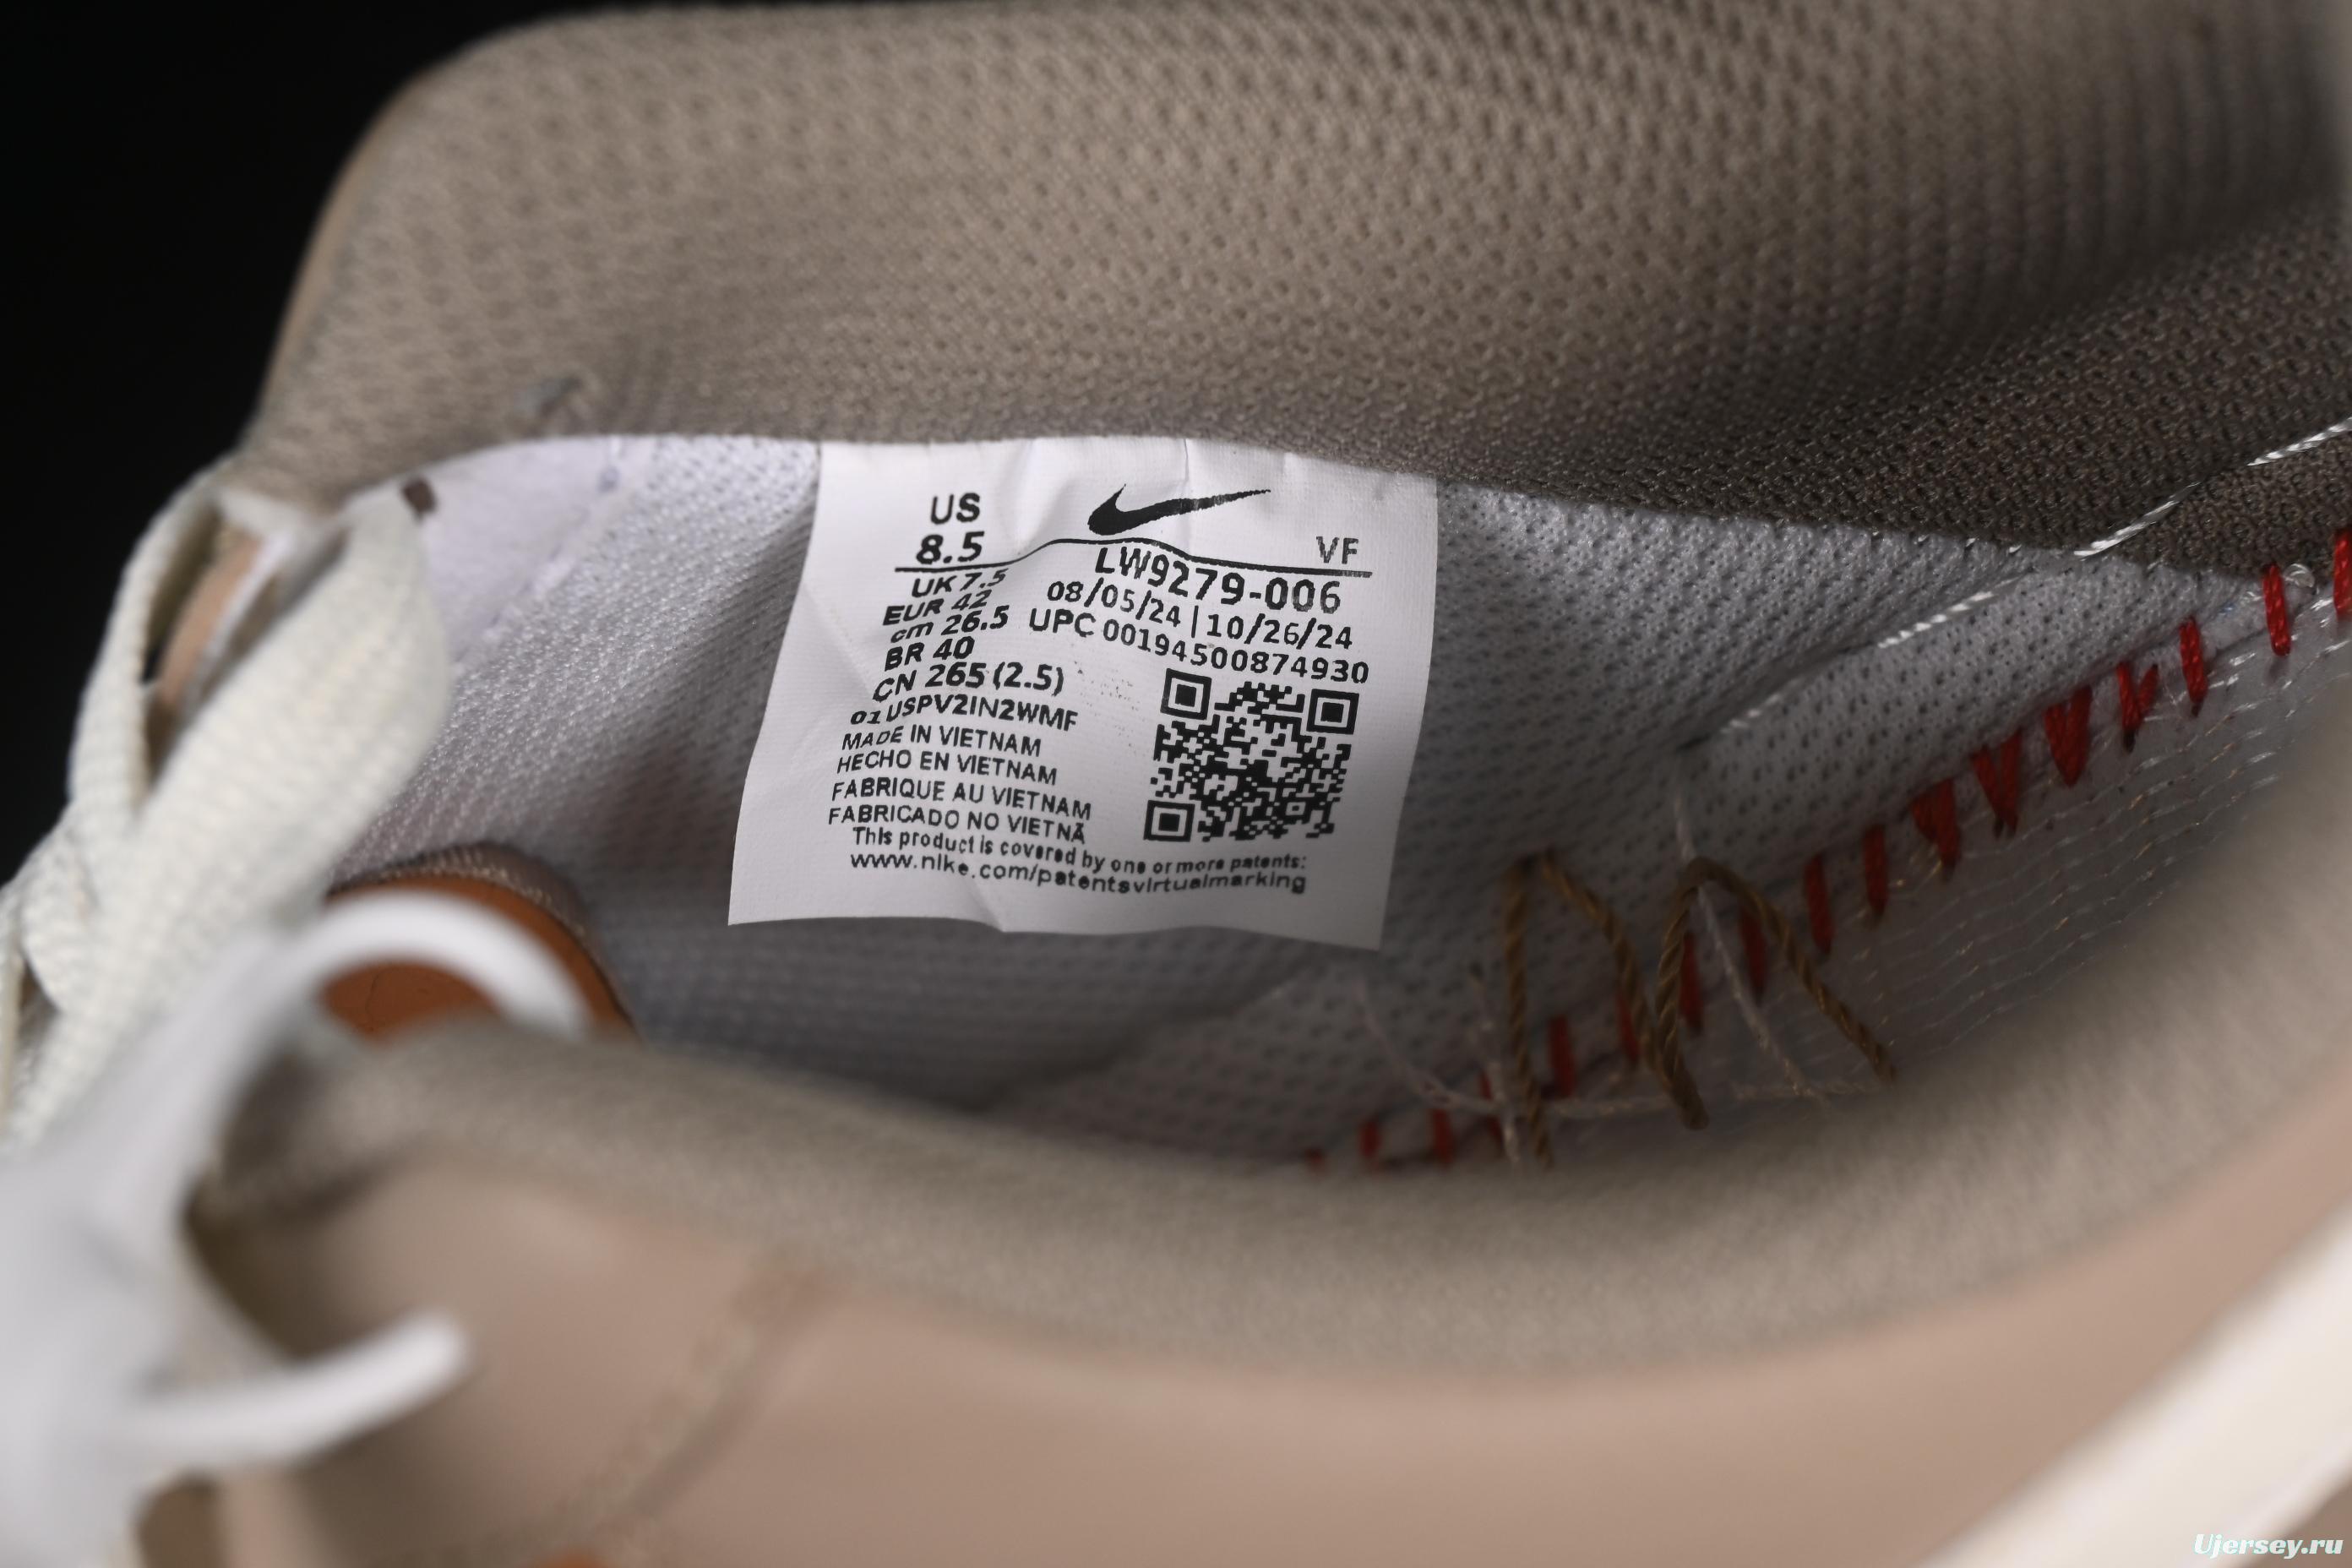 US
8.5
VF
UK 7.5
EUR 42
cm 26.5
BR 40
CN 265 (2.5)
LW9279-006
08/05/24 | 10/26/24
UPC 00194500874930
01 USPV2IN2WMF
MADE IN VIETNAM
HECHO EN VIETNAM
FABRIQUE AU VIETNAM
FABRICADO NO VIETNÃ
This product is covered by one or more patents:
www.nike.com/patentsvirtualmarking
Ujersey.ru